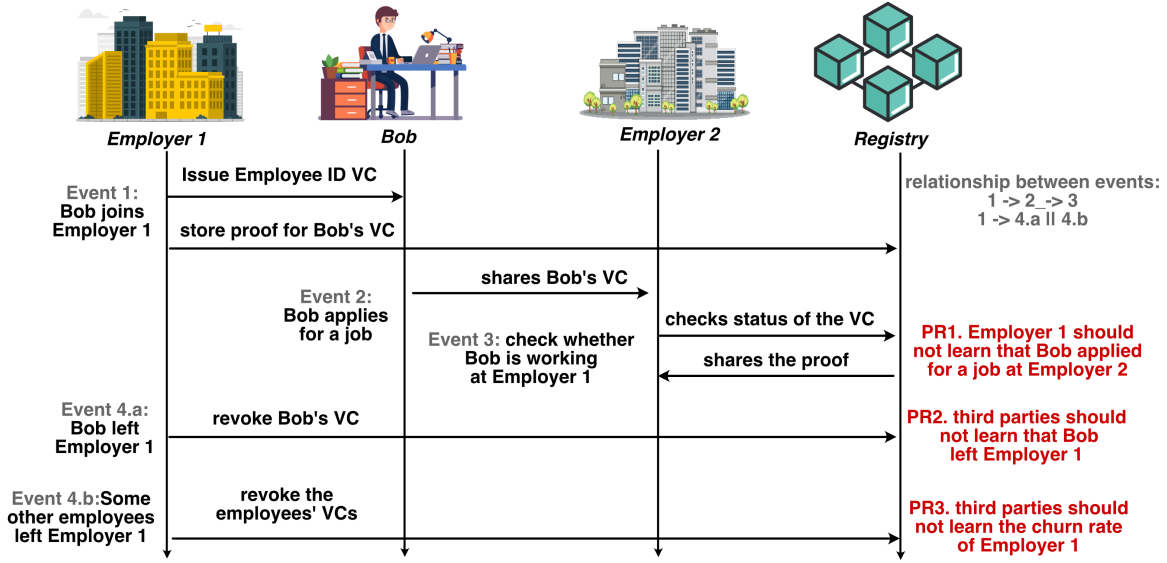 Employer 1
Bob
Employer 2
Registry
Issue Employee ID VC
relationship between events:
1 -> 2_-> 3
1 -> 4.a || 4.b
Event 1:
Bob joins
Employer 1
store proof for Bob's VC
shares Bob's VC
Event 2:
Bob applies
for a job
checks status of the VC
Event 3: check whether
Bob is working
at Employer 1
shares the proof
PR1. Employer 1 should
not learn that Bob applied
for a job at Employer 2
Event 4.a:
Bob left
Employer 1
revoke Bob's VC
PR2. third parties should
not learn that Bob
left Employer 1
Event 4.b:Some
other employees
left Employer 1
revoke the
employees' VCs
PR3. third parties should
not learn the churn rate
of Employer 1